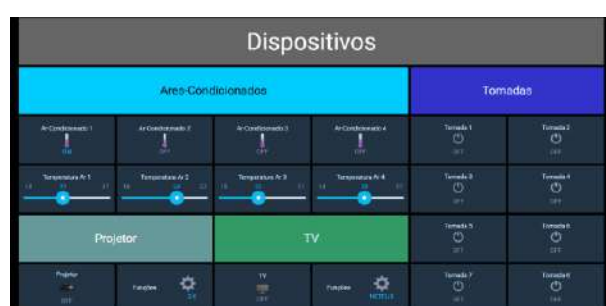 Dispositivos
Ares-Condicionados
Tomadas
Ar-Condicionado 1
Ar-Condicionado 2
Ar-Condicionado 3
Ar-Condicionado 4
Tomada 1
Tomada 2
ON
OFF
OFF
OFF
OFF
OFF
Temperatura Ar 1
Temperatura Ar 2
Temperatura Ar 3
Temperatura Ar 4
Tomada 3
Tomada 4
OFF
OFF
Projetor
TV
Tomada 5
Tomada 6
OFF
OFF
Projetor
Funções
TV
Funções
NETFLIX
Tomada 7
Tomada 8
OFF
OFF
OFF
OFF